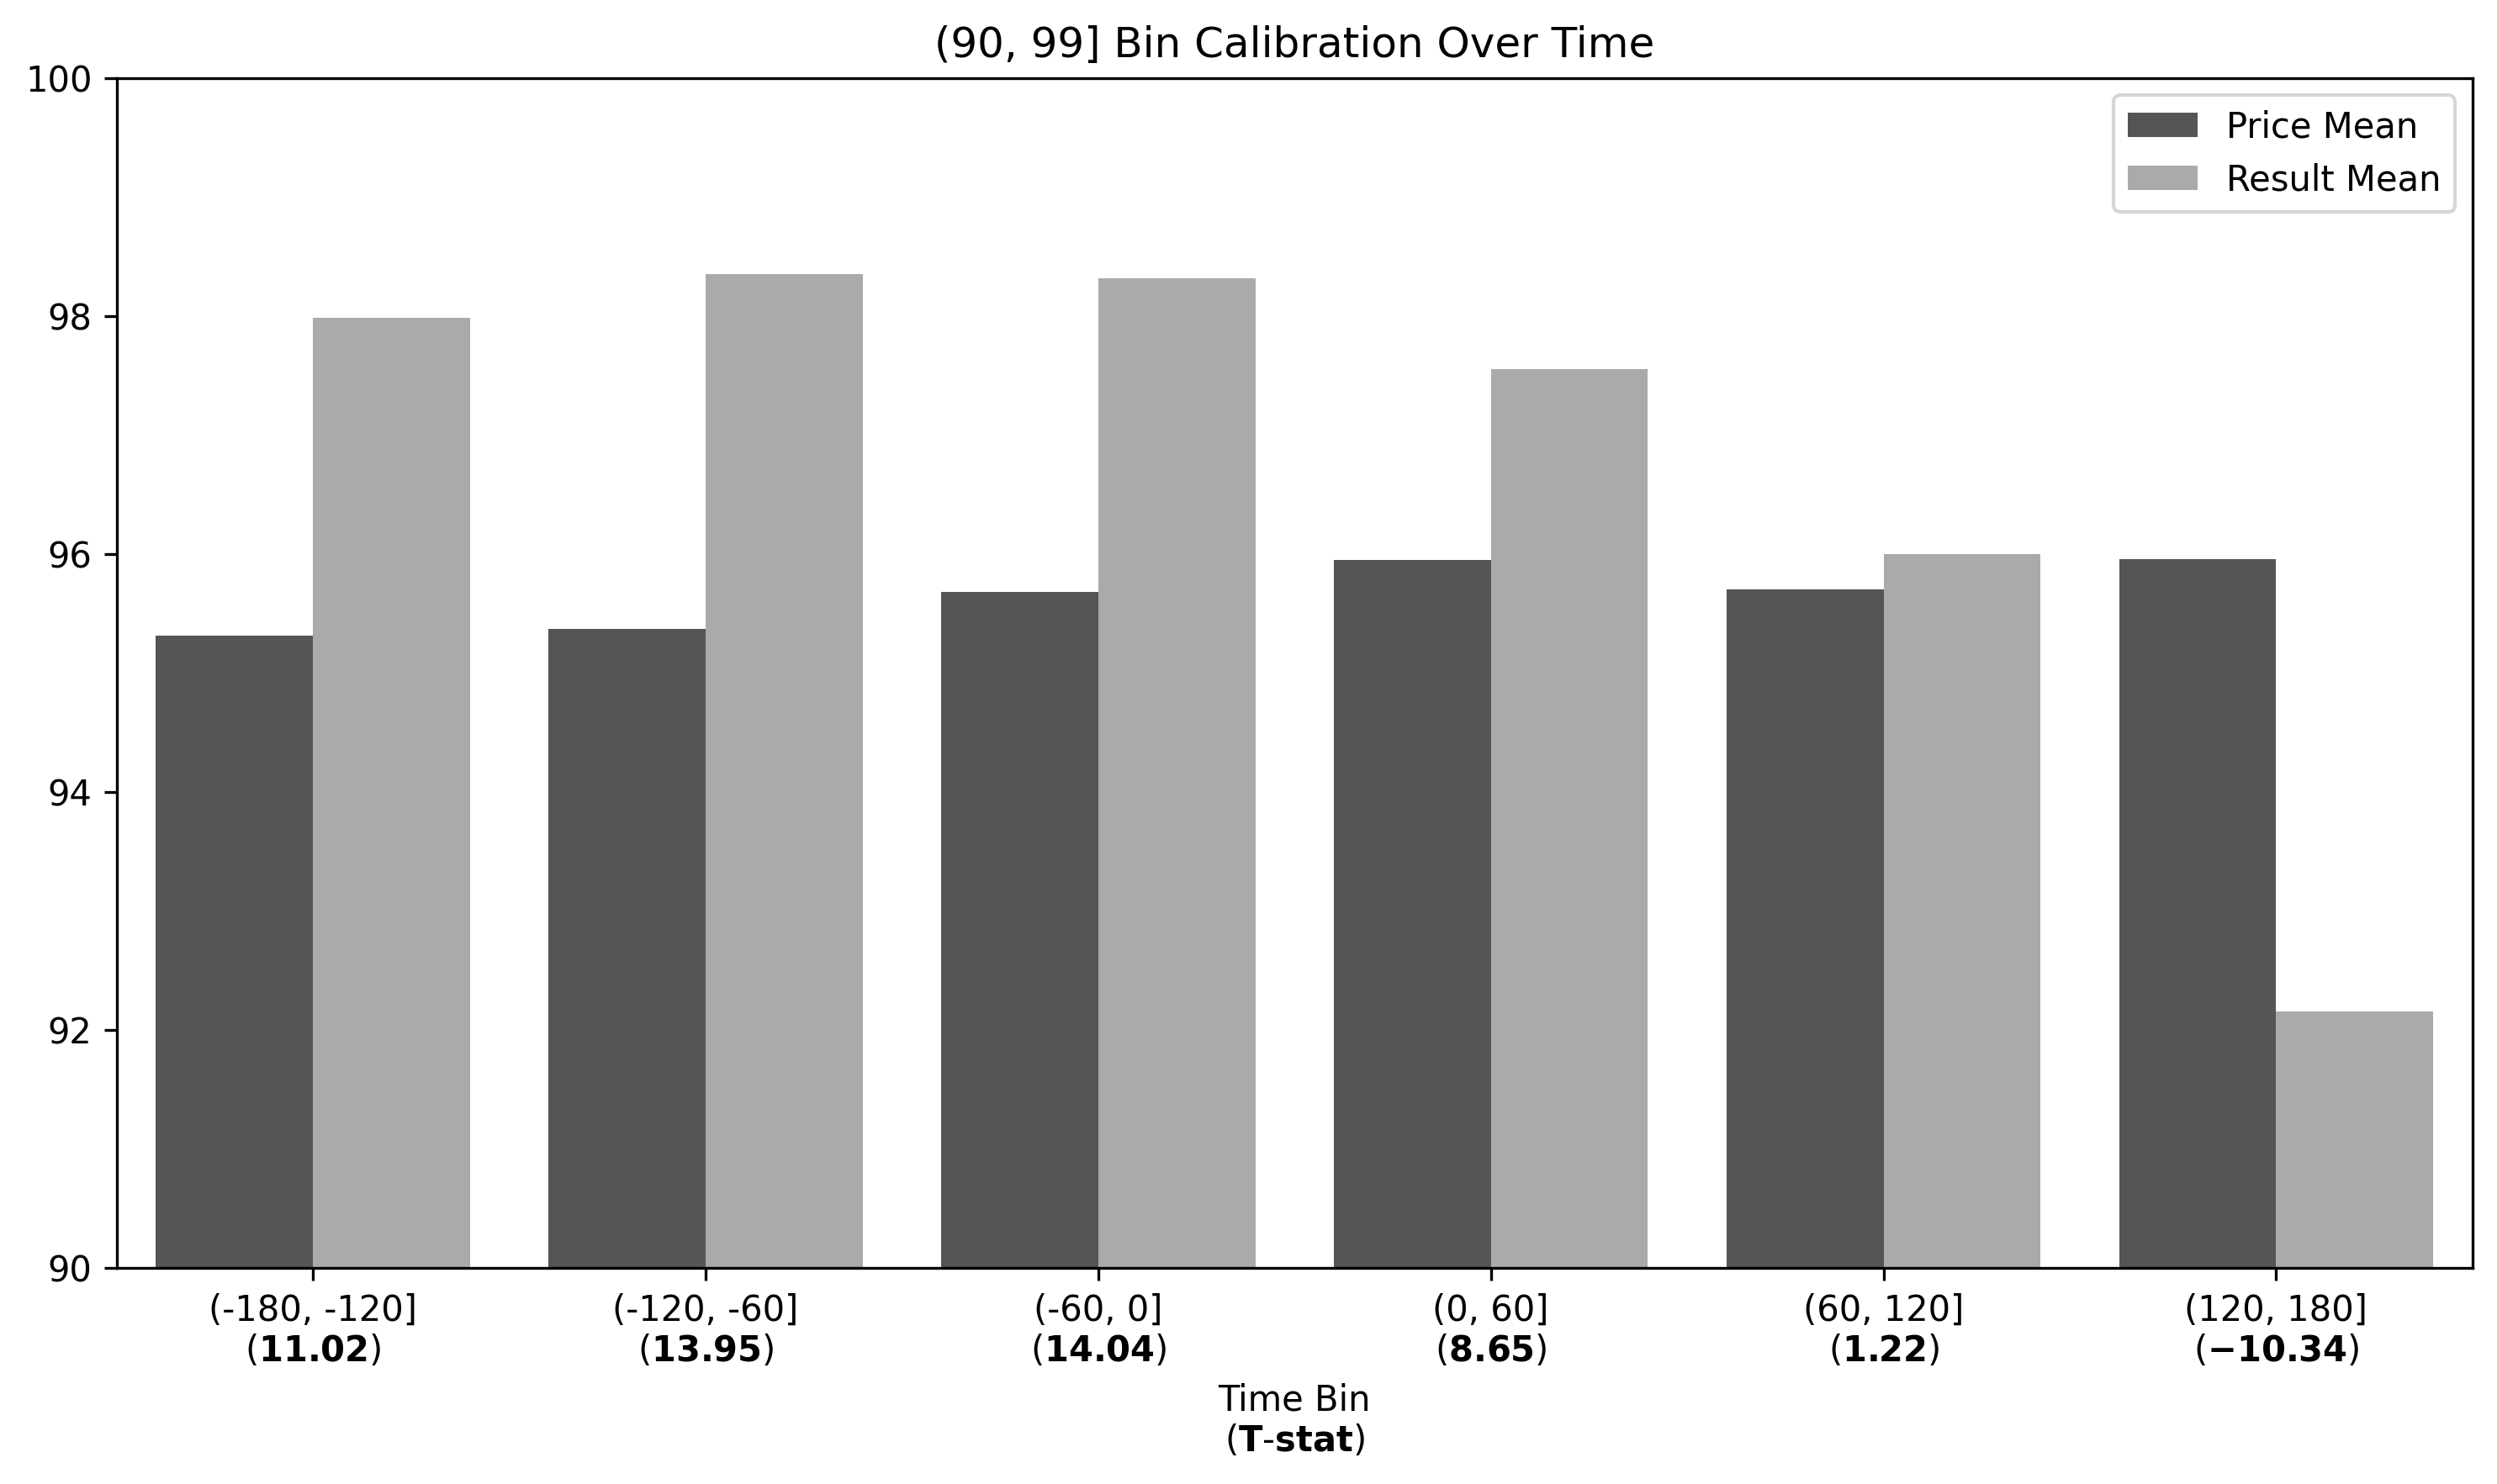 (90, 99] Bin Calibration Over Time
Price Mean
Result Mean
100
98
96
94
92
90
(-180, -120] (-120, -60] (-60, 0] (0, 60] (60, 120] (120, 180]
(11.02) (13.95) (14.04) (8.65) (1.22) (−10.34)
Time Bin
(T-stat)